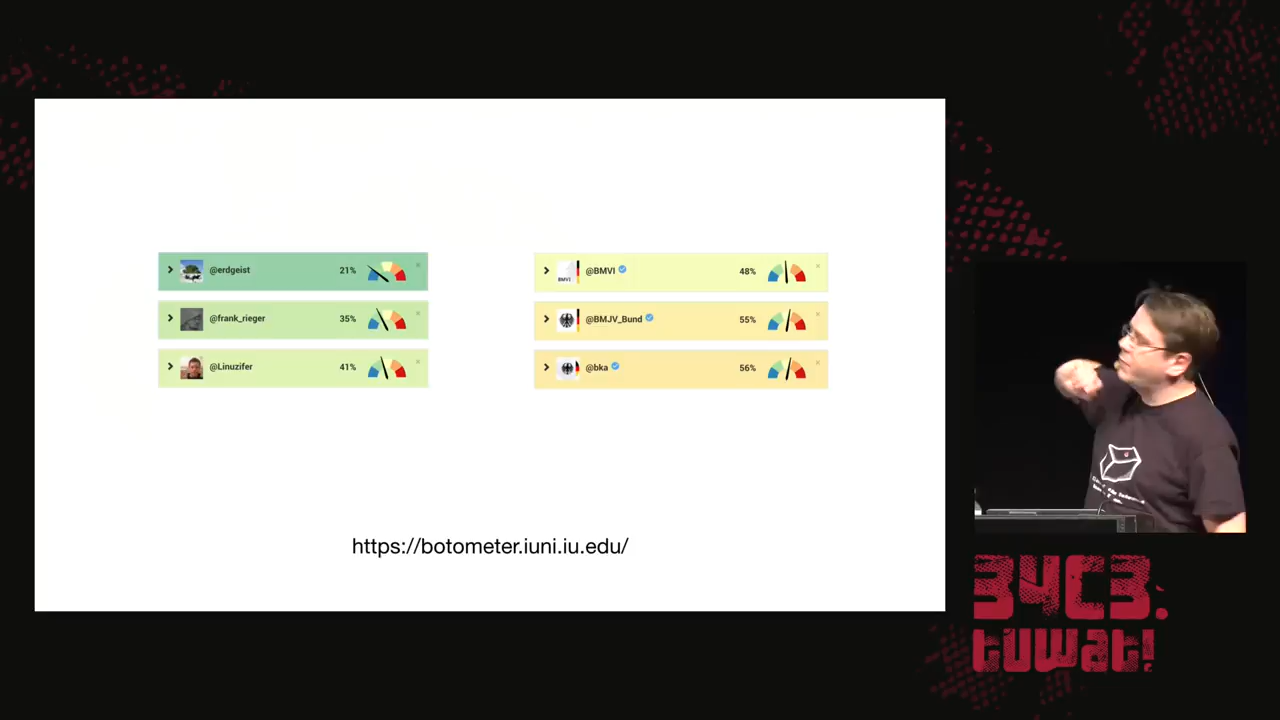 @erdgeist 21%
@frank_rieger 35%
@Linuzifer 41%
BMVI @BMVI 48%
@BMJV_Bund 55%
@bka 56%
https://botometer.iuni.iu.edu/
34C3.
tuwat!